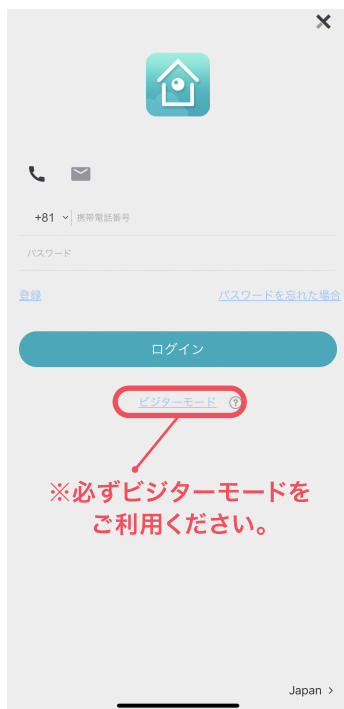 +81 携帯電話番号
パスワード
登録 パスワードを忘れた場合
ログイン
ビジターモード ?
※必ずビジターモードを
ご利用ください。
Japan >